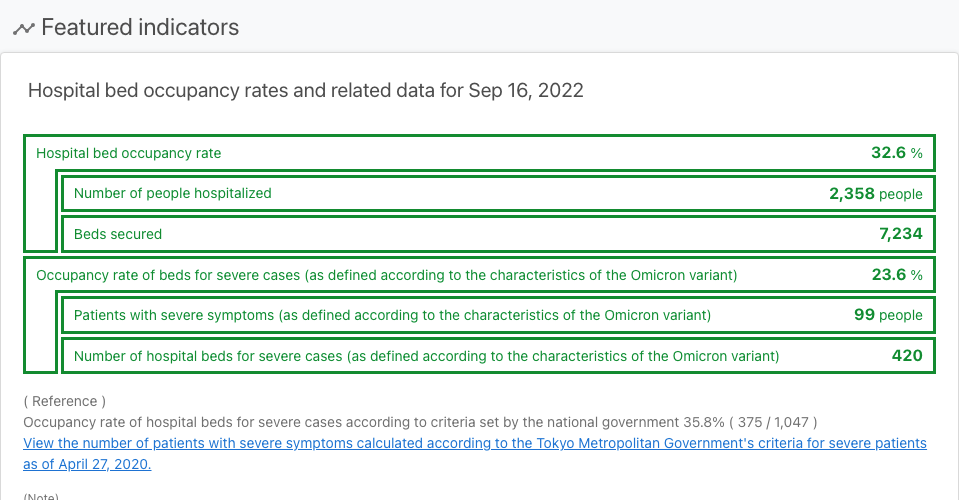 Featured indicators
Hospital bed occupancy rates and related data for Sep 16, 2022
Hospital bed occupancy rate 32.6 %
Number of people hospitalized 2,358 people
Beds secured 7,234
Occupancy rate of beds for severe cases (as defined according to the characteristics of the Omicron variant) 23.6 %
Patients with severe symptoms (as defined according to the characteristics of the Omicron variant) 99 people
Number of hospital beds for severe cases (as defined according to the characteristics of the Omicron variant) 420
( Reference )
Occupancy rate of hospital beds for severe cases according to criteria set by the national government 35.8% ( 375 / 1,047 )
View the number of patients with severe symptoms calculated according to the Tokyo Metropolitan Government's criteria for severe patients
as of April 27, 2020.
(Note)